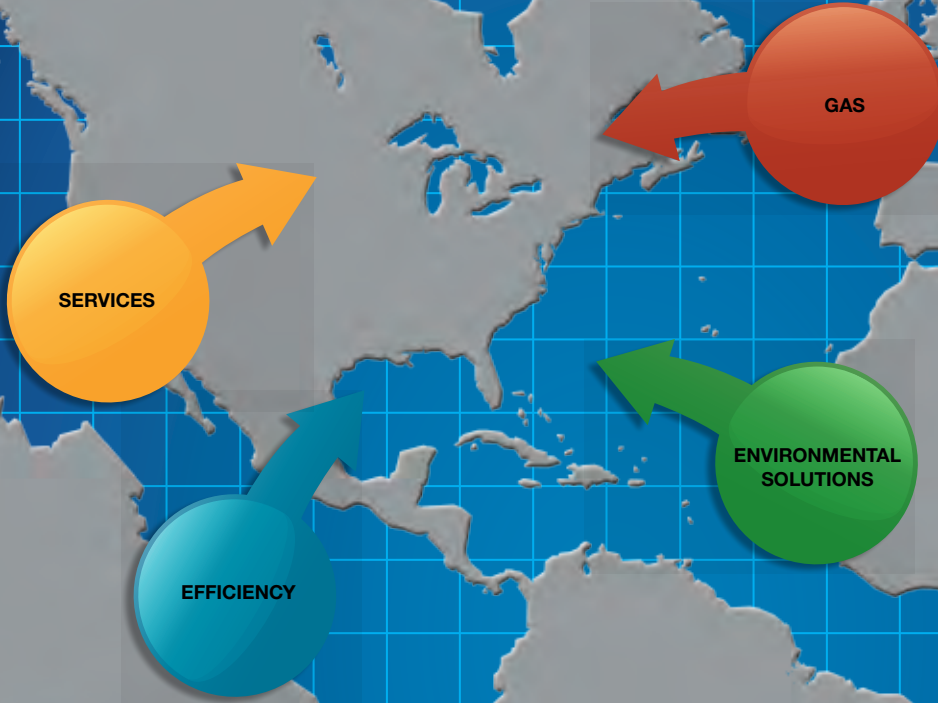 GAS
SERVICES
ENVIRONMENTAL
SOLUTIONS
EFFICIENCY